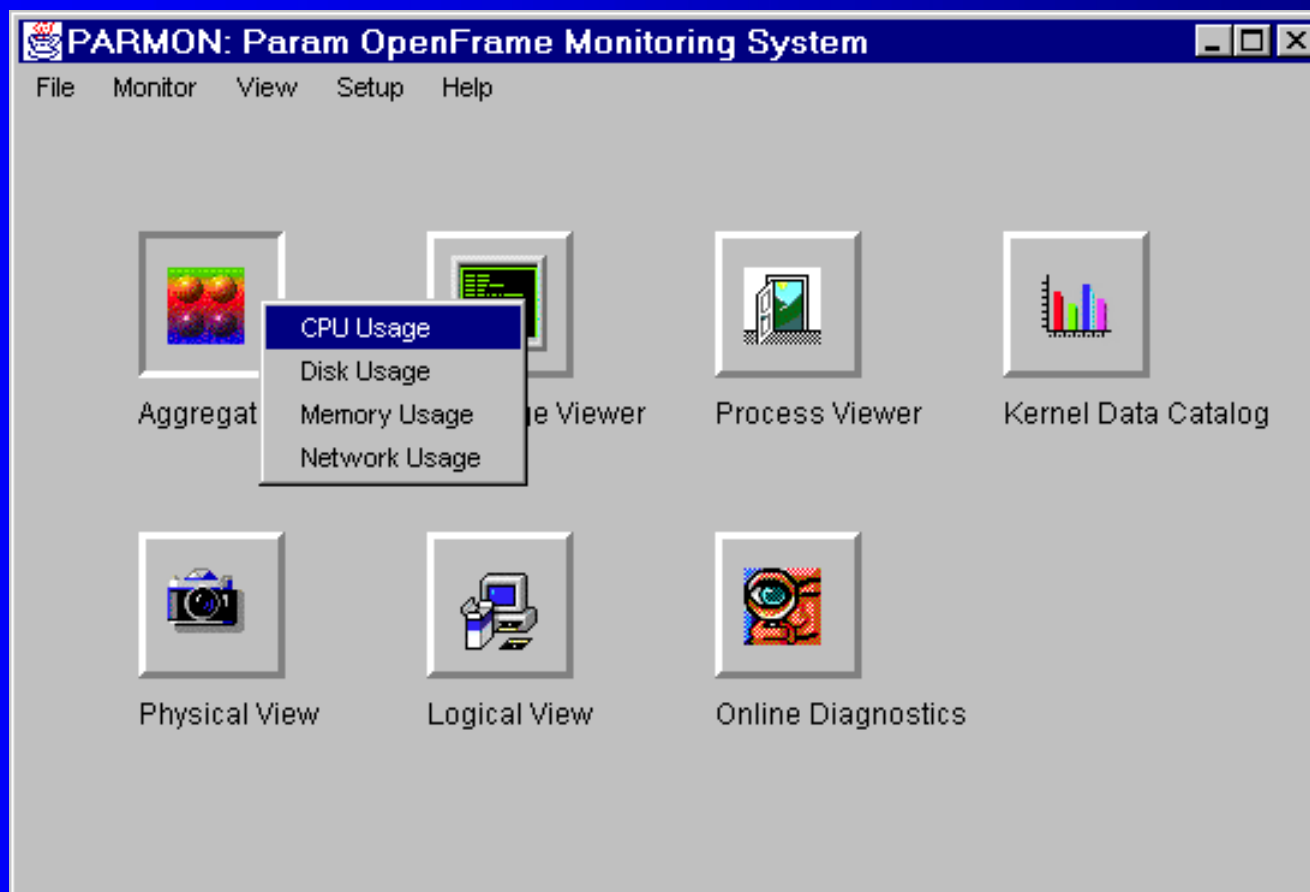 PARMON: Param OpenFrame Monitoring System
File Monitor View Setup Help
CPU Usage
Disk Usage
Memory Usage
Network Usage
Viewer
Process Viewer
Kernel Data Catalog
Physical View
Logical View
Online Diagnostics